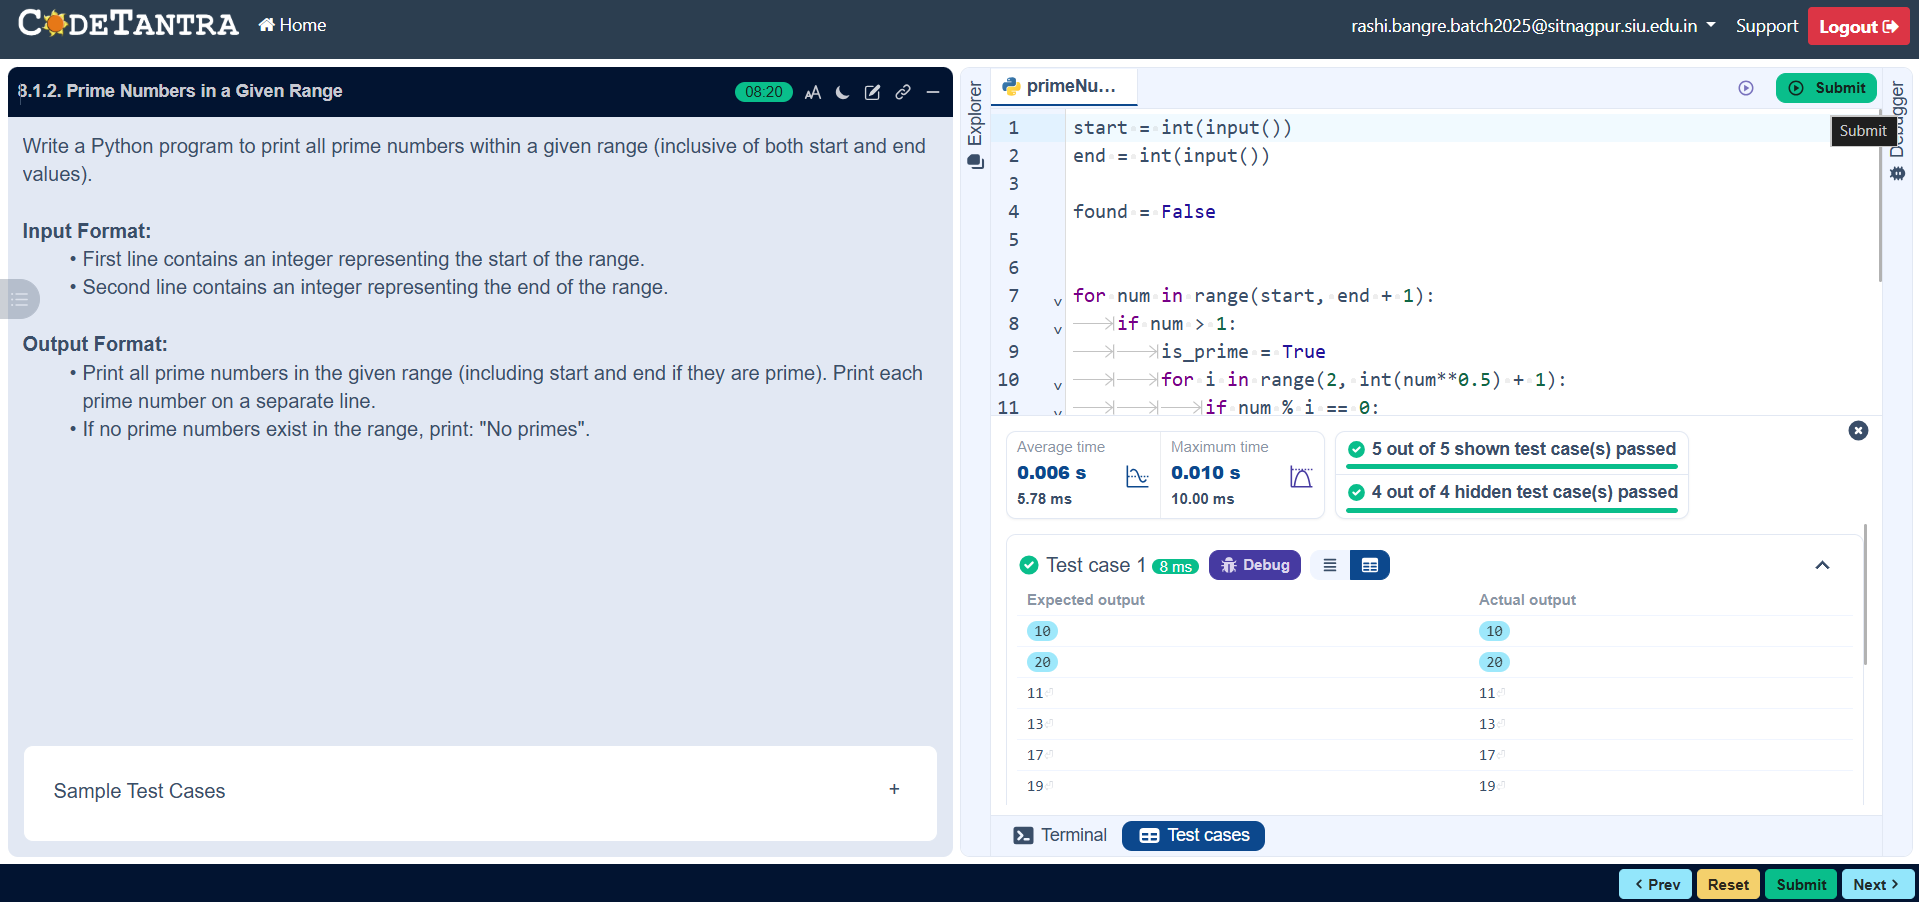 CODETANTRA
Home
rashi.bangre.batch2025@sitnagpur.siu.edu.in
Support
Logout
8.1.2. Prime Numbers in a Given Range
08:20
AA
Write a Python program to print all prime numbers within a given range (inclusive of both start and end
values).
Input Format:
• First line contains an integer representing the start of the range.
• Second line contains an integer representing the end of the range.
Output Format:
• Print all prime numbers in the given range (including start and end if they are prime). Print each
prime number on a separate line.
• If no prime numbers exist in the range, print: "No primes".
Sample Test Cases
+
Explorer
primeNu...
Submit
Submit
Debugger
1 start = int(input())
2 end = int(input())
3
4 found = False
5
6
7 for num in range(start, end + 1):
8 if num > 1:
9 is_prime = True
10 for i in range(2, int(num**0.5) + 1):
11 if num % i == 0:
Average time
0.006 s
5.78 ms
Maximum time
0.010 s
10.00 ms
5 out of 5 shown test case(s) passed
4 out of 4 hidden test case(s) passed
Test case 1 8 ms Debug
Expected output Actual output
10 10
20 20
11 11
13 13
17 17
19 19
Terminal
Test cases
< Prev
Reset
Submit
Next >